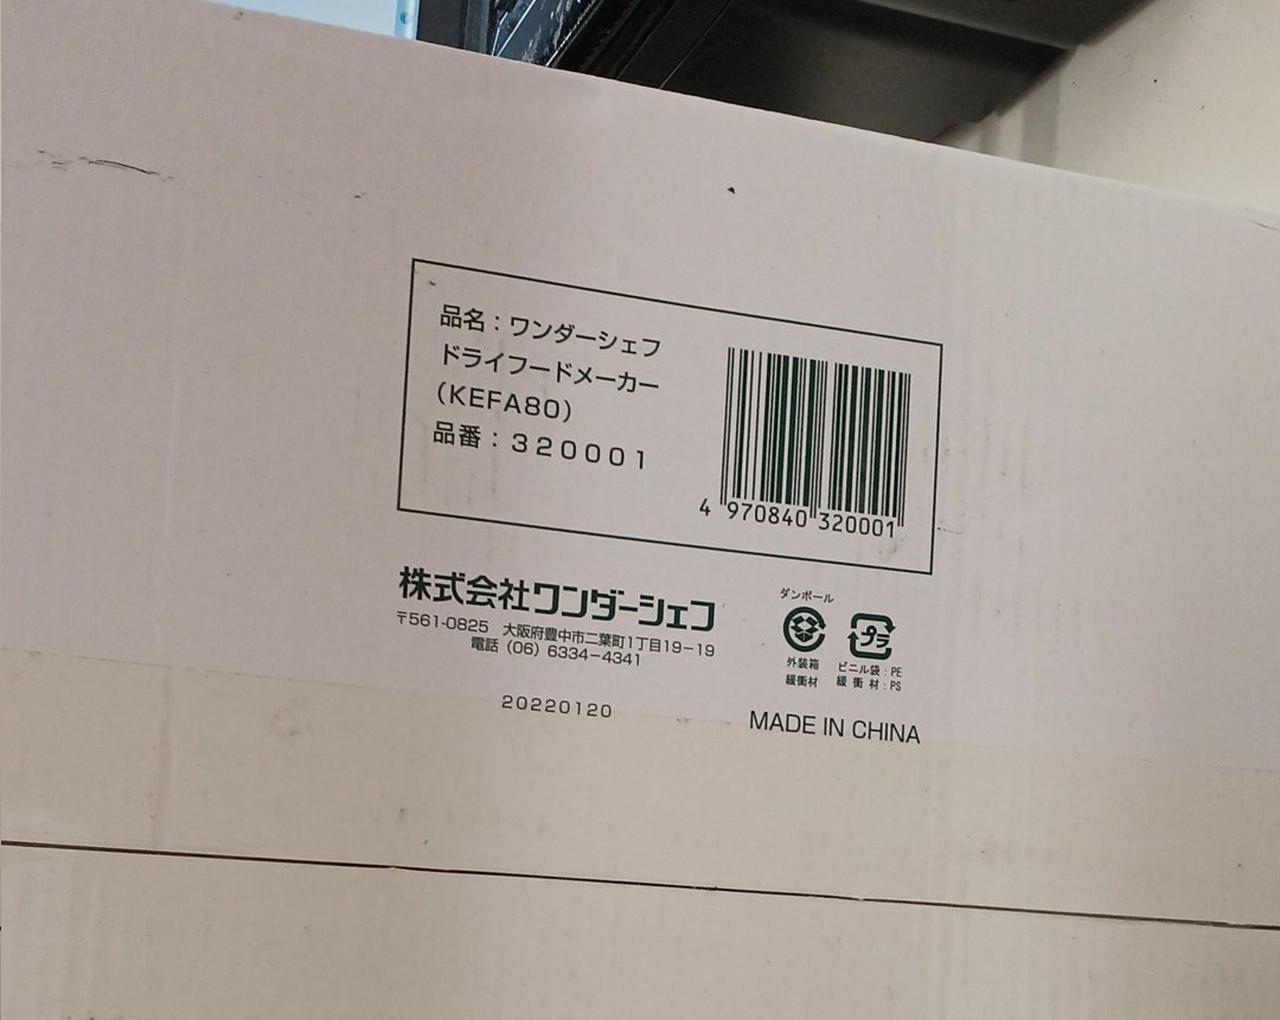 品名：ワンダーシェフ
ドライフードメーカー
（KEFA80）
品番：320001
4 970840 320001
株式会社ワンダーシェフ
〒561-0825 大阪府豊中市二葉町1丁目19-19
電話（06）6334-4341
20220120
ダンボール
外装箱
緩衝材
プラ
ビニル袋：PE
緩衝材：PS
MADE IN CHINA